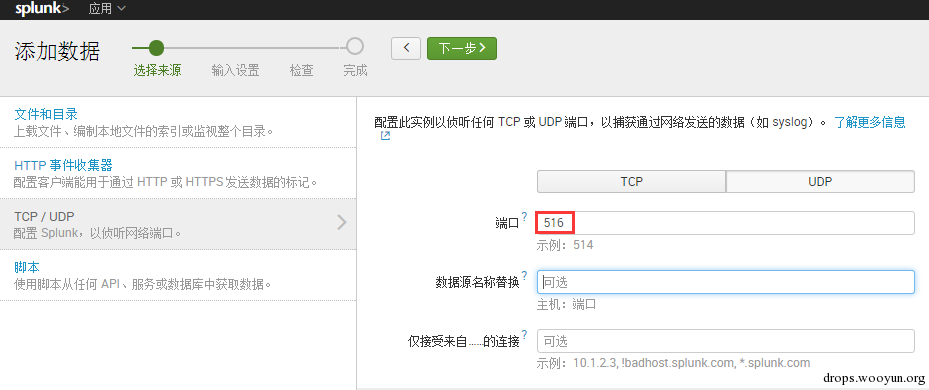 splunk> 应用
添加数据
选择来源 输入设置 检查 完成
< 下一步 >
文件和目录
上载文件、编制本地文件的索引或监视整个目录。
HTTP 事件收集器
配置客户端能用于通过 HTTP 或 HTTPS 发送数据的标记。
TCP / UDP
配置 Splunk，以侦听网络端口。
脚本
使用脚本从任何 API、服务或数据库中获取数据。
配置此实例以侦听任何 TCP 或 UDP 端口，以捕获通过网络发送的数据（如 syslog）。 了解更多信息
TCP UDP
端口 ? 516
示例：514
数据源名称替换 ? 可选
主机：端口
仅接受来自……的连接 ? 可选
示例：10.1.2.3, !badhost.splunk.com, *.splunk.com
drops.wooyun.org